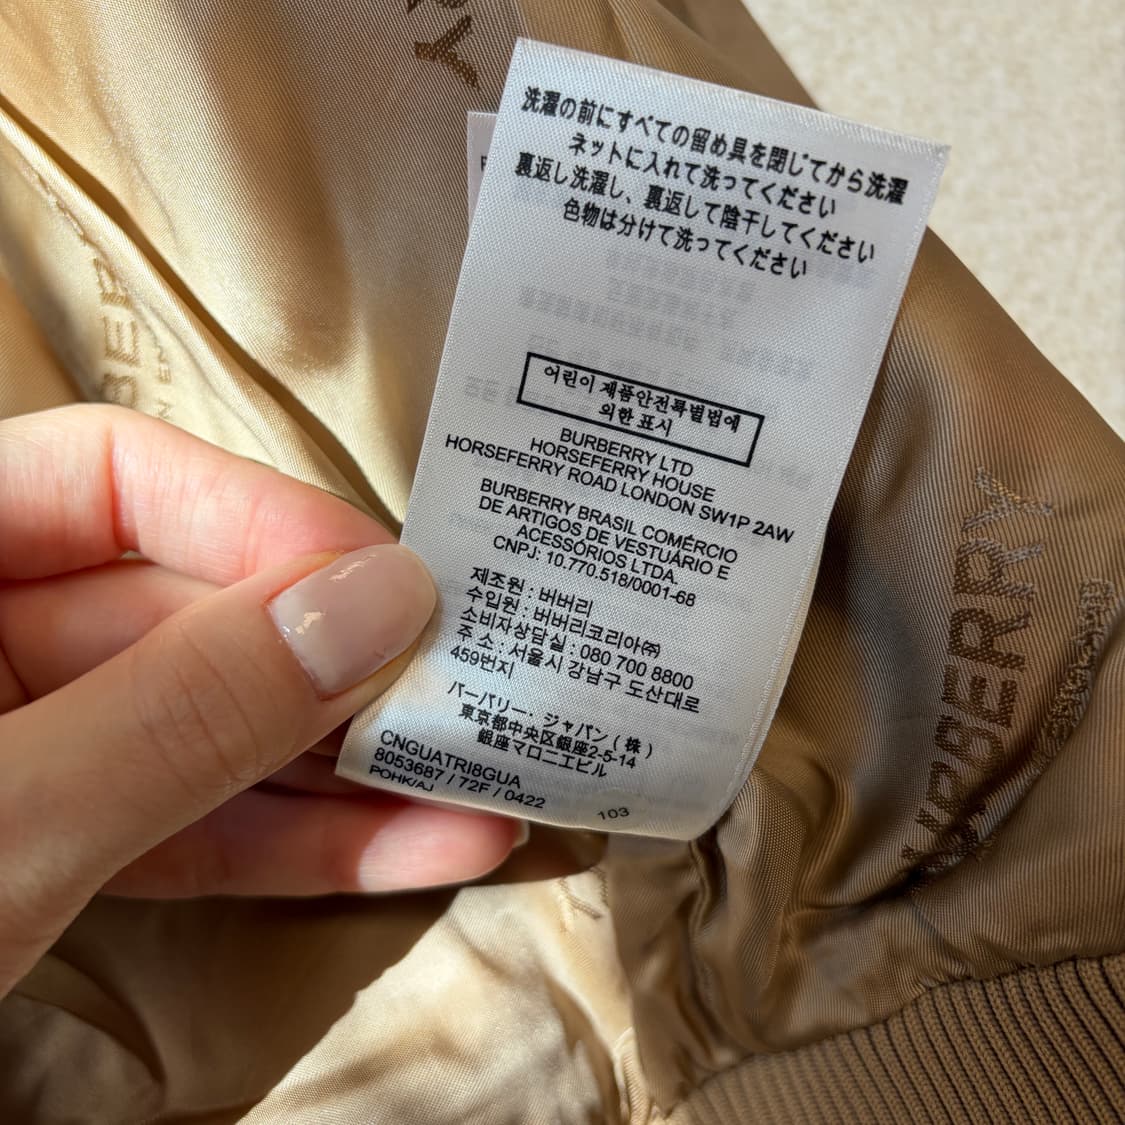 洗濯の前にすべての留め具を閉じてから洗濯
ネットに入れて洗ってください
裏返し洗濯し、裏返して陰干してください
色物は分けて洗ってください
어린이 제품안전특별법에
의한 표시
BURBERRY LTD
HORSEFERRY HOUSE
HORSEFERRY ROAD LONDON SW1P 2AW
BURBERRY BRASIL COMÉRCIO
DE ARTIGOS DE VESTUÁRIO E
ACESSÓRIOS LTDA.
CNPJ: 10.770.518/0001-68
제조원 : 버버리
수입원 : 버버리코리아㈜
소비자상담실 : 080 700 8800
주 소 : 서울시 강남구 도산대로
459번지
バーバリー・ジャパン(株)
東京都中央区銀座2-5-14
銀座マロニエビル
CNGUATRI8GUA
8053687 / 72F / 0422
POHK/AJ
103